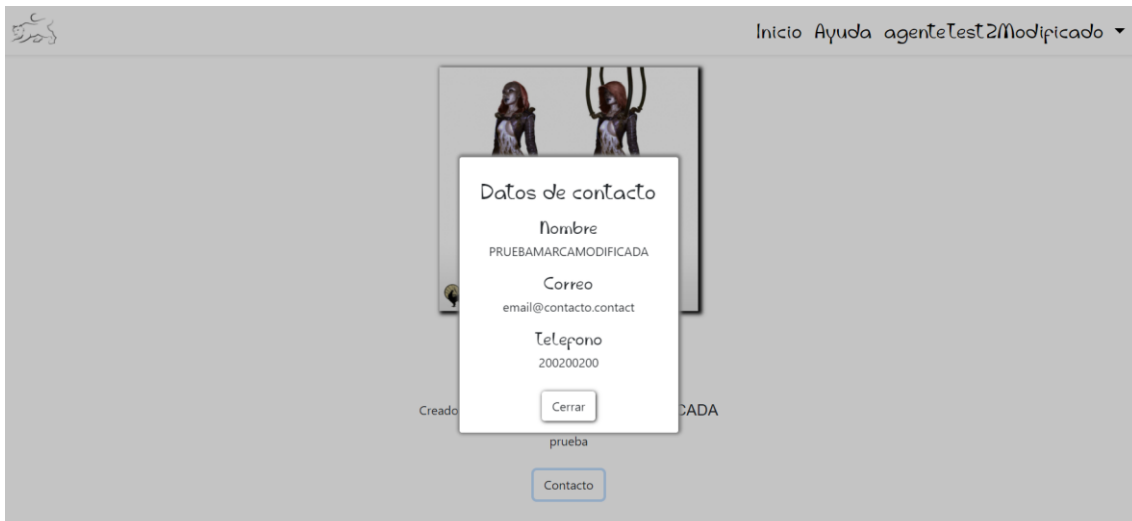 Inicio Ayuda agenteTest2Modificado
Datos de contacto
Nombre
PRUEBAMARCAMODIFICADA
Correo
email@contacto.contact
Telefono
200200200
Cerrar
Creado CADA
prueba
Contacto